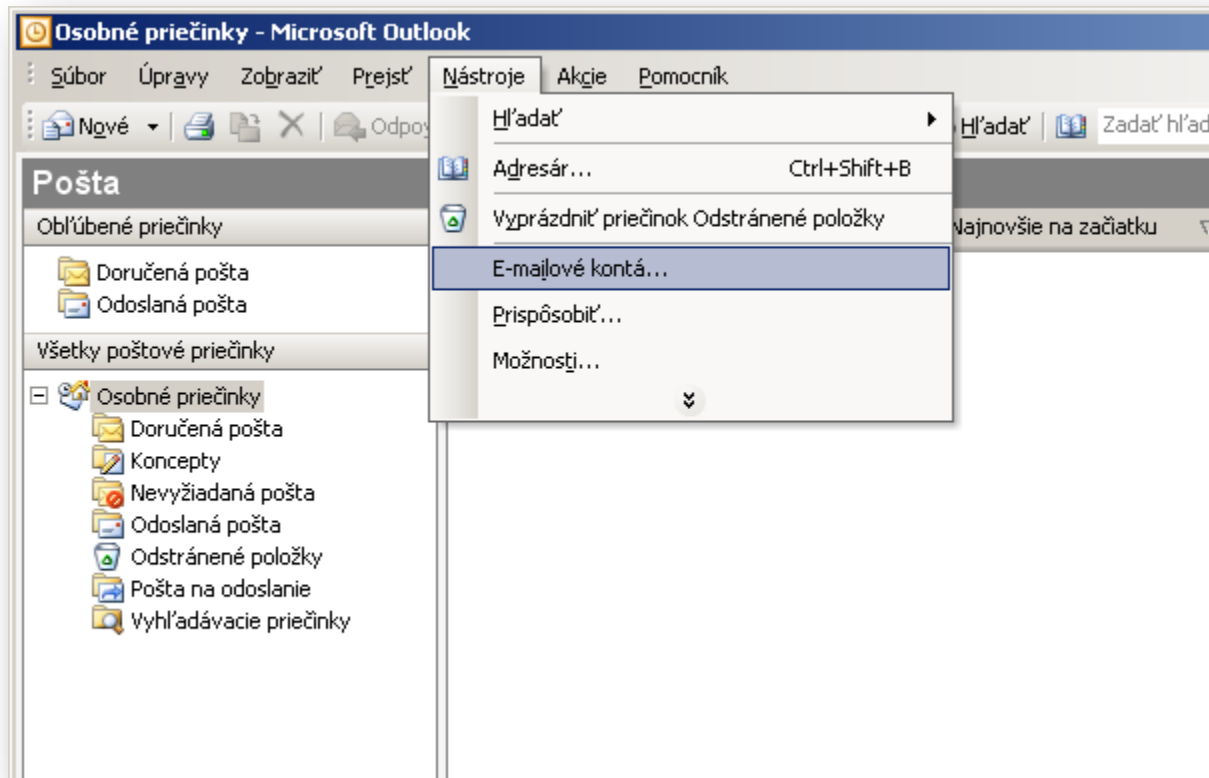 Osobné priečinky - Microsoft Outlook
Súbor Úpravy Zobraziť Prejsť Nástroje Akcie Pomocník
Nové Hľadať Zadať
Hľadať
Adresár... Ctrl+Shift+B
Vyprázdniť priečinok Odstránené položky
E-mailové kontá...
Prispôsobiť...
Možnosti...
Pošta
Obľúbené priečinky
Najnovšie na začiatku
Doručená pošta
Odoslaná pošta
Všetky poštové priečinky
Osobné priečinky
Doručená pošta
Koncepty
Nevyžiadaná pošta
Odoslaná pošta
Odstránené položky
Pošta na odoslanie
Vyhľadávacie priečinky